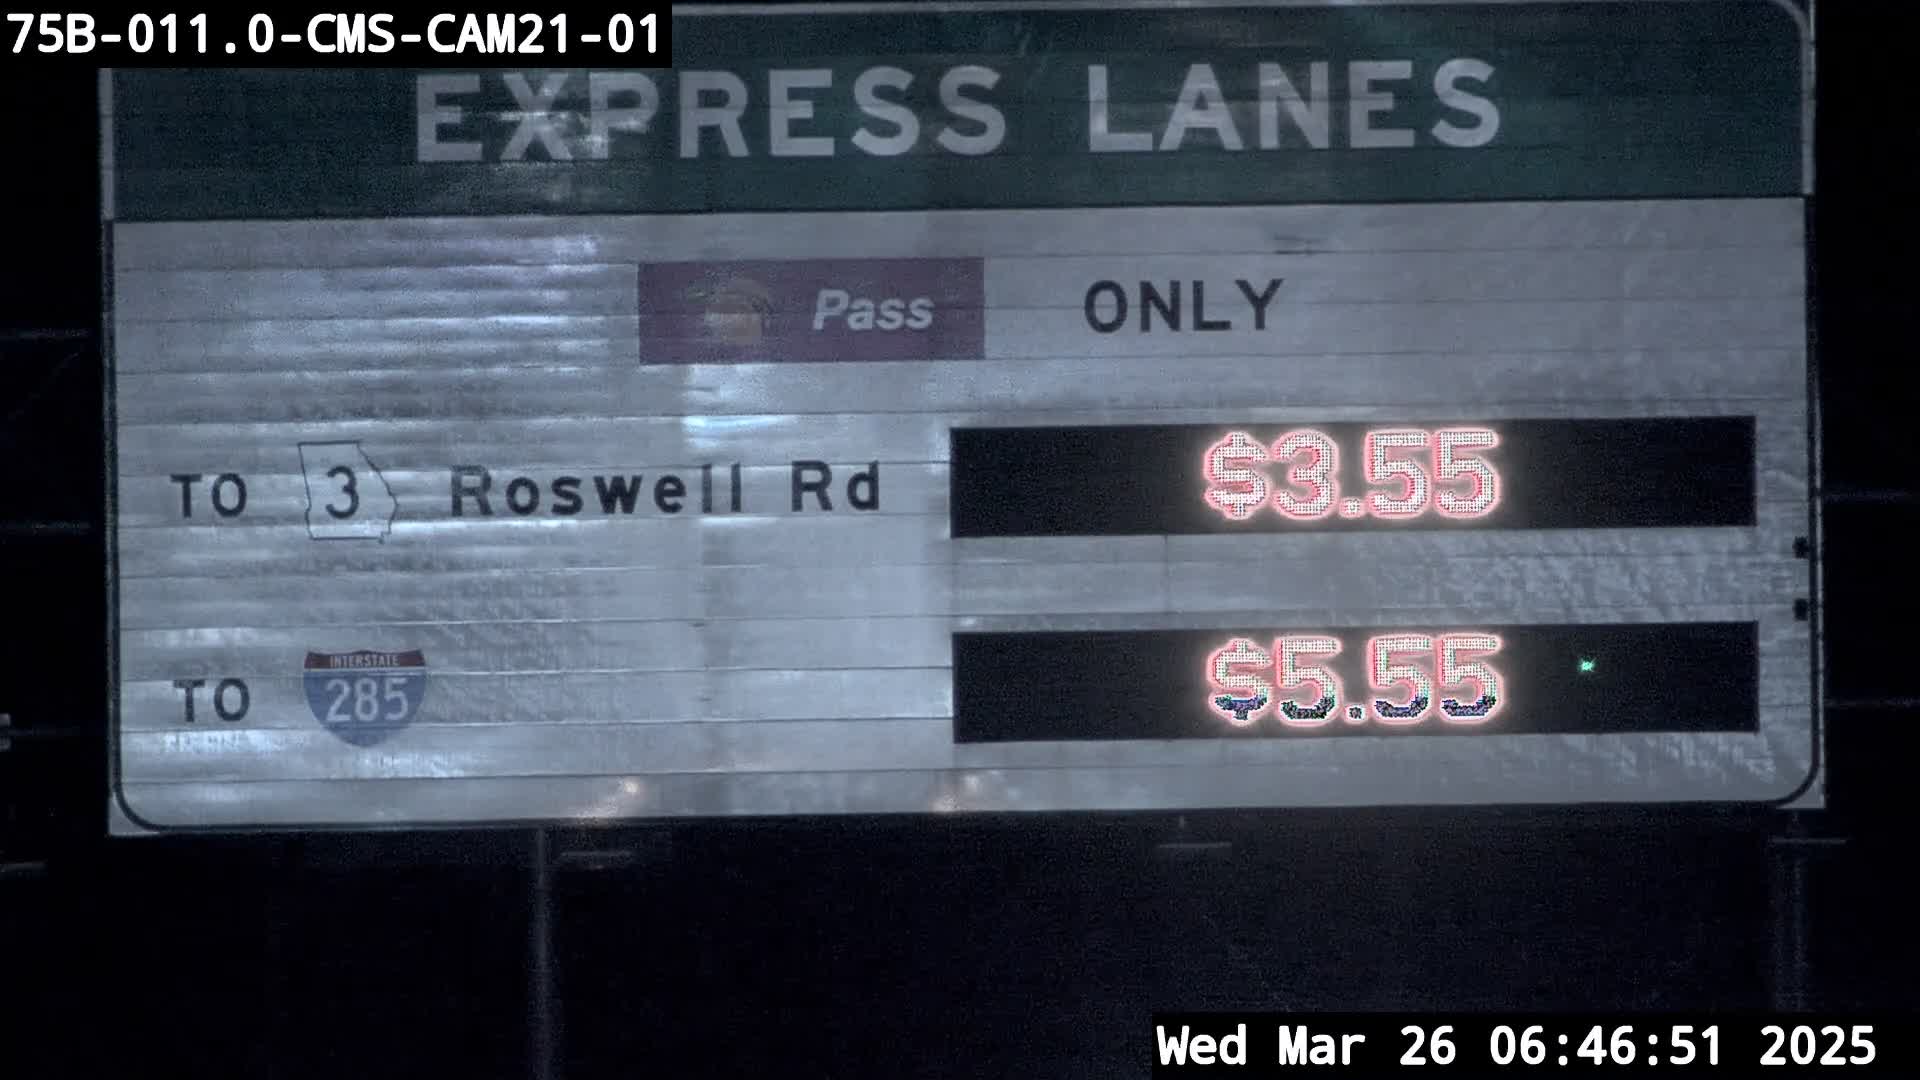 75B-011.0-CMS-CAM21-01
EXPRESS LANES
Pass ONLY
TO 3 Roswell Rd $3.55
INTERSTATE
TO 285 $5.55
Wed Mar 26 06:46:51 2025